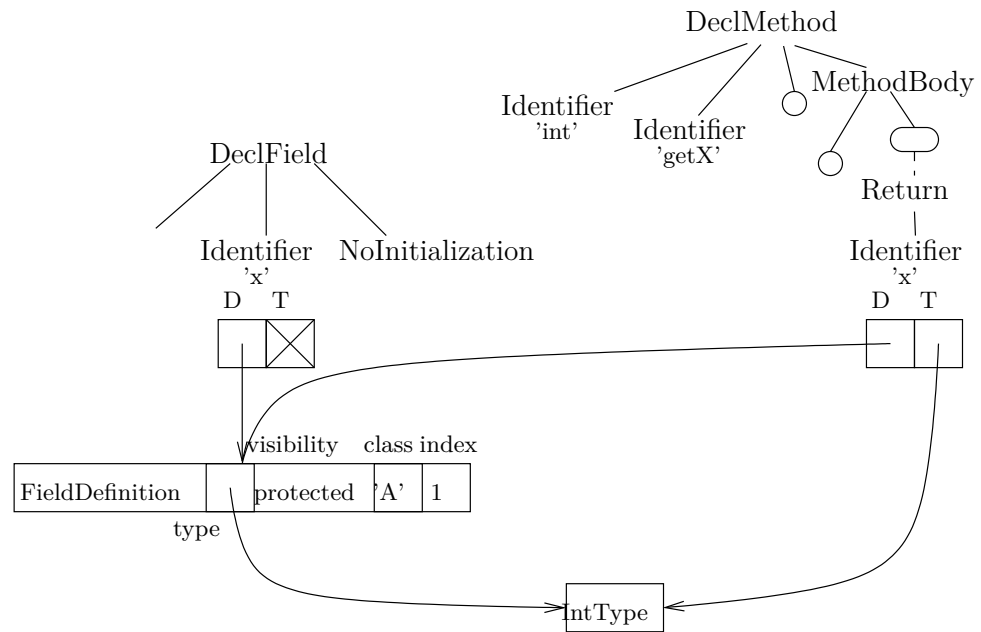 DeclMethod
MethodBody
Identifier
'int'
Identifier
'getX'
DeclField
Return
Identifier
'x'
D T
NoInitialization
Identifier
'x'
D T
visibility class index
FieldDefinition protected 'A' 1
type
IntType